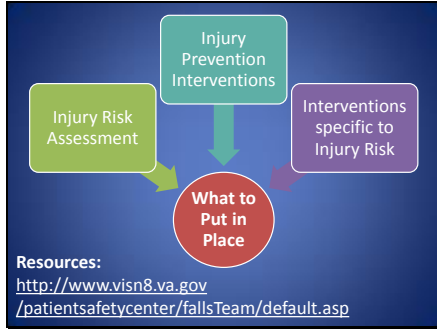 Injury
Prevention
Interventions
Injury Risk
Assessment
Interventions
specific to
Injury Risk
What to
Put in
Place
Resources:
http://www.visn8.va.gov
/patientsafetycenter/fallsTeam/default.asp